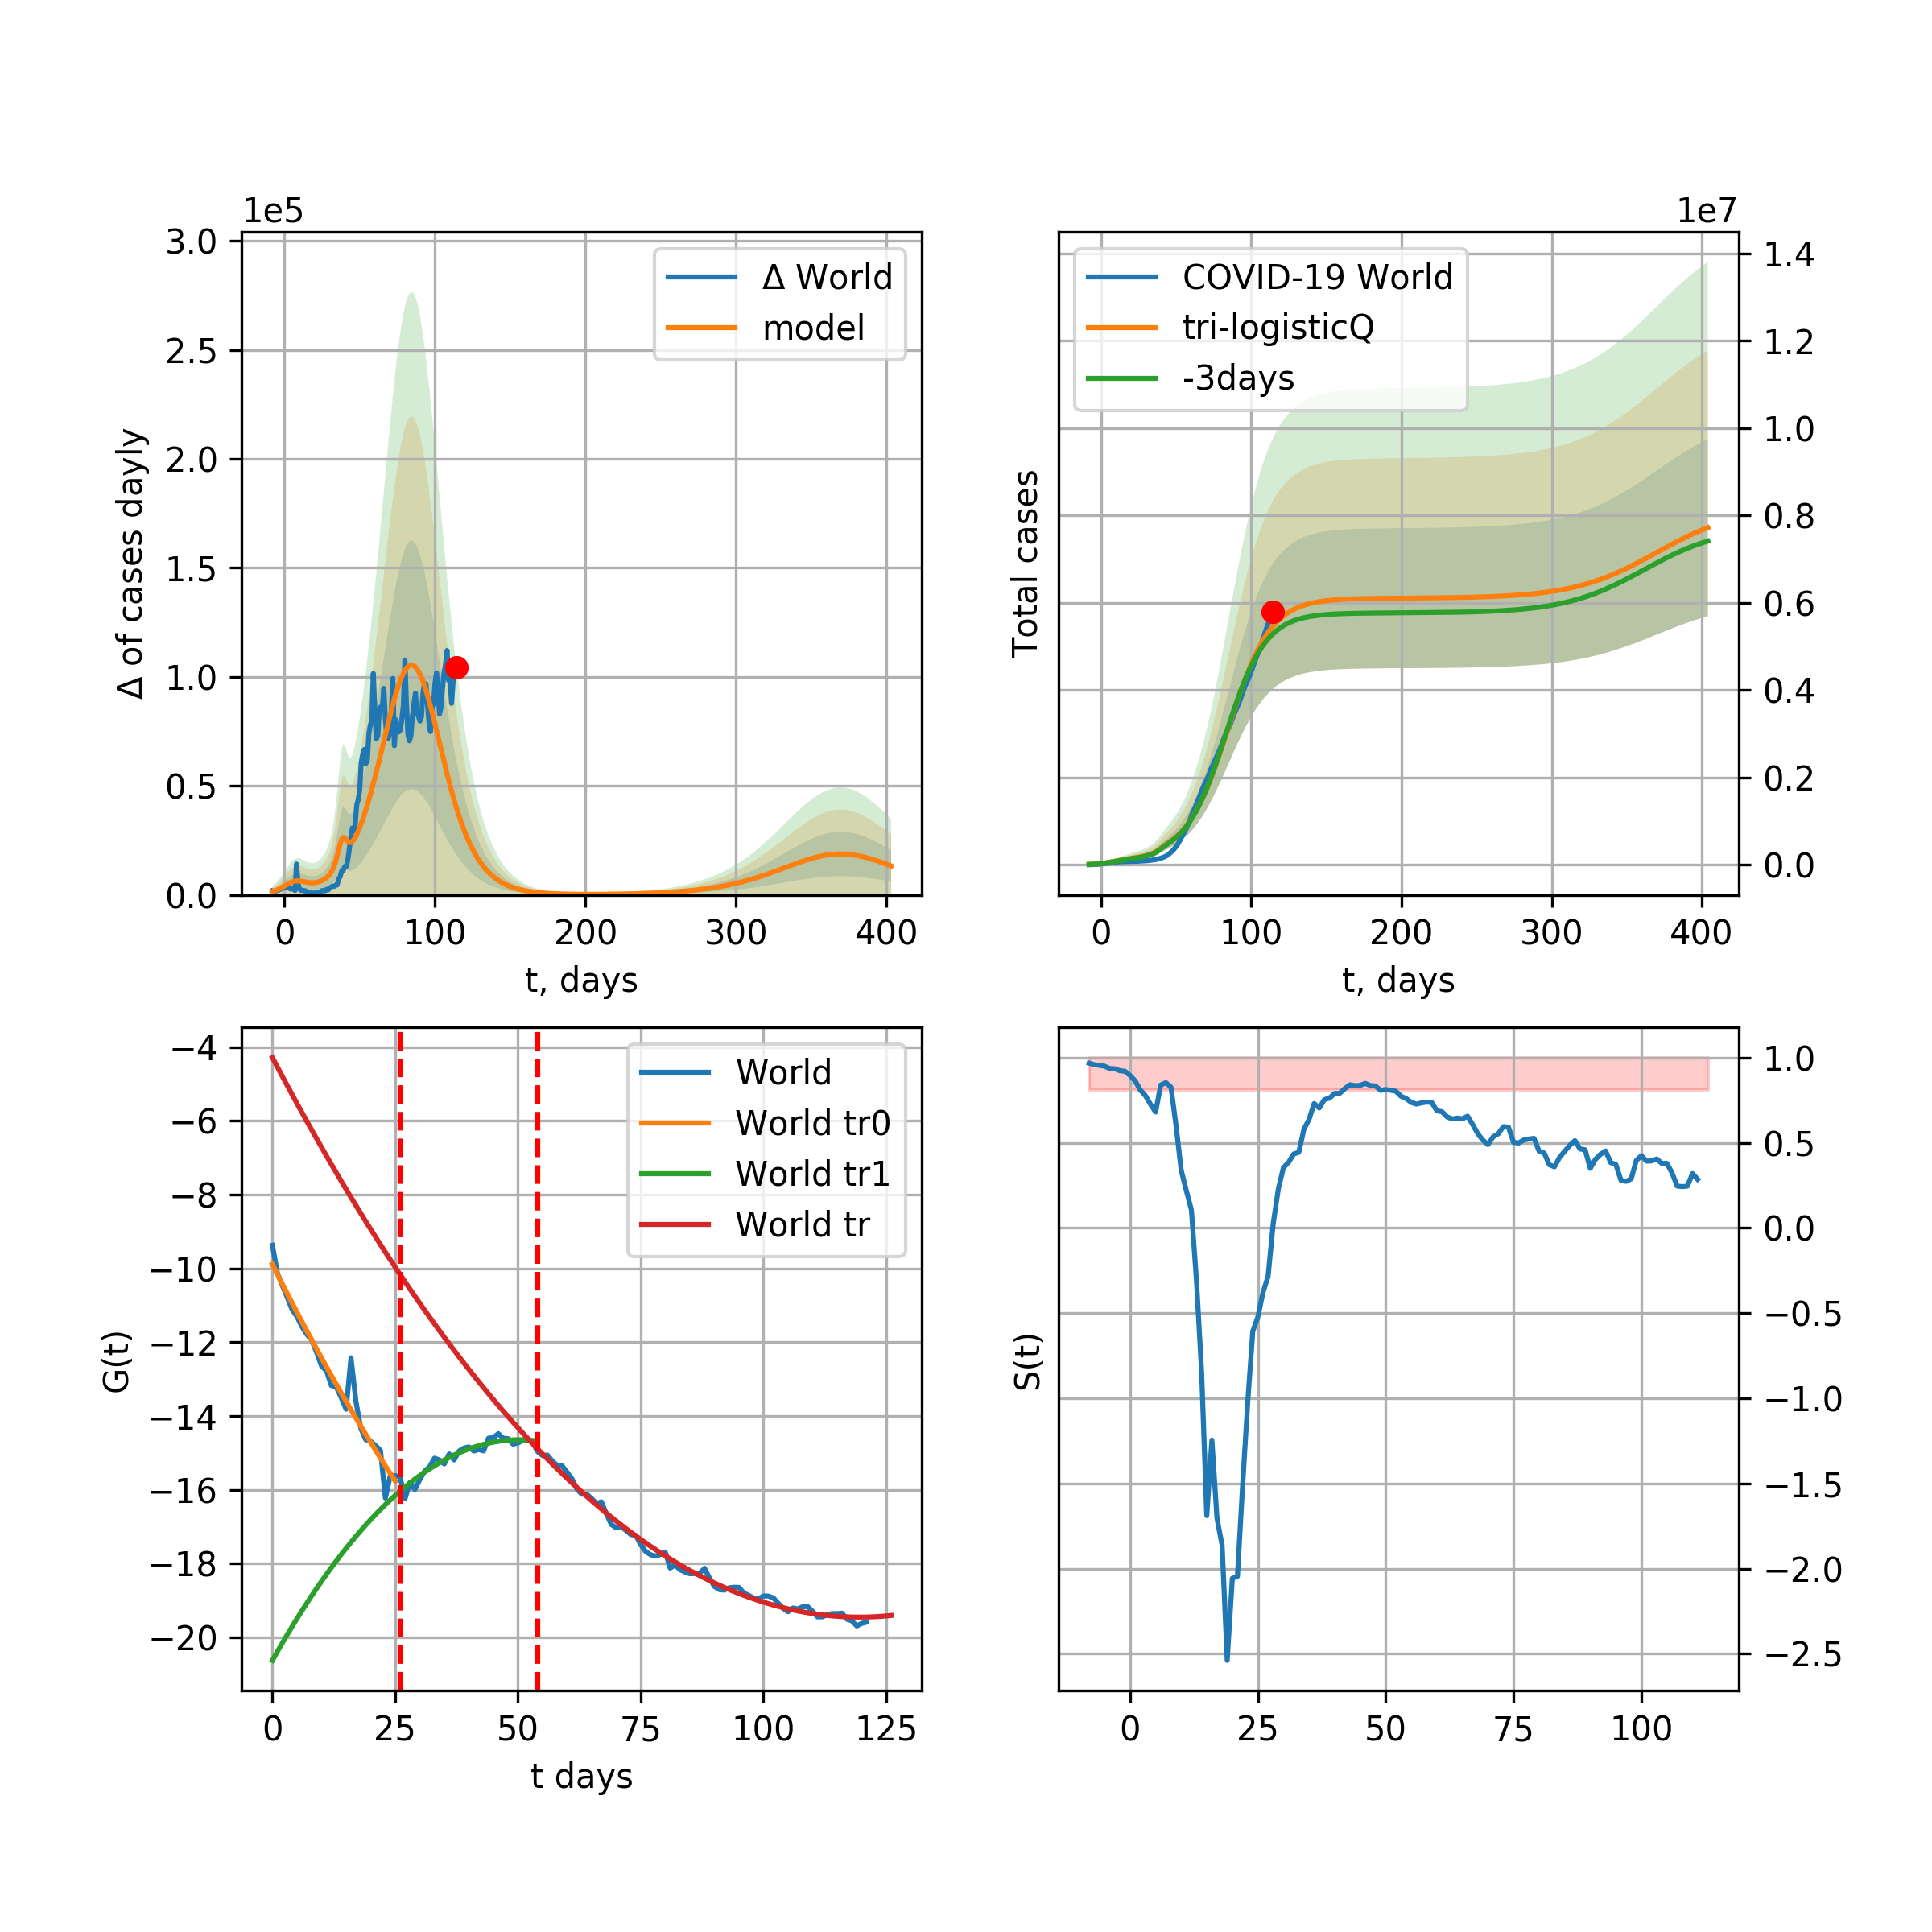 1e5
3.0
2.5
2.0
1.5
1.0
0.5
0.0
Δ of cases dayly
Δ World
model
0 100 200 300 400
t, days
1e7
COVID-19 World
tri-logisticQ
-3days
Total cases
1.4
1.2
1.0
0.8
0.6
0.4
0.2
0.0
0 100 200 300 400
t, days
−4
−6
−8
−10
−12
−14
−16
−18
−20
G(t)
World
World tr0
World tr1
World tr
0 25 50 75 100 125
t days
S(t)
1.0
0.5
0.0
−0.5
−1.0
−1.5
−2.0
−2.5
0 25 50 75 100